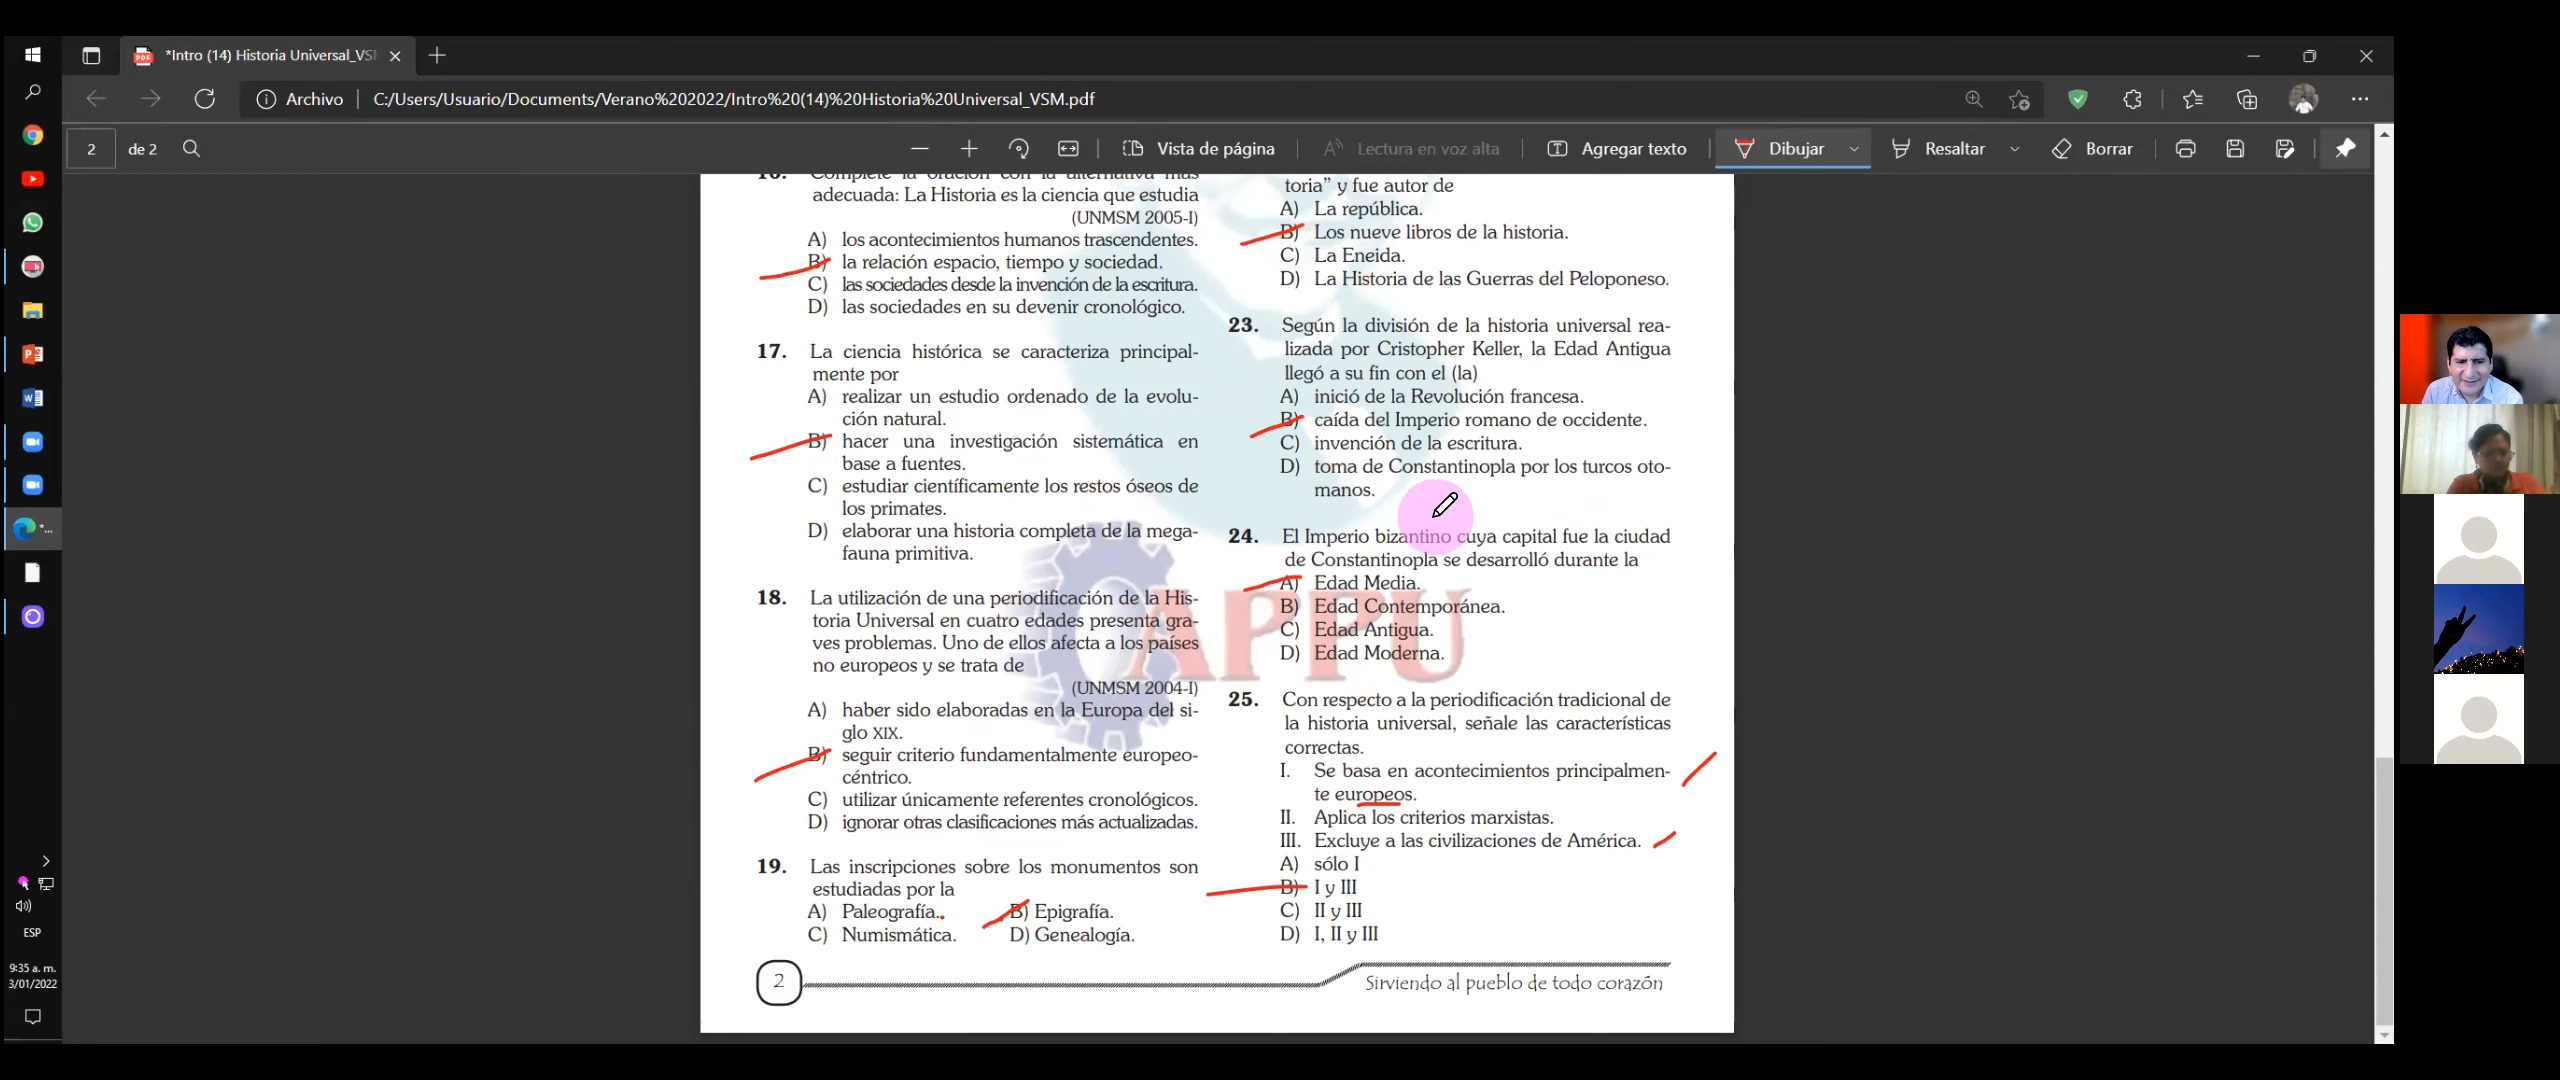 *Intro (14) Historia Universal_VS
Archivo
C:/Users/Usuario/Documents/Verano%202022/Intro%20(14)%20Historia%20Universal_VSM.pdf
2 de 2
Vista de página
Lectura en voz alta
Agregar texto
Dibujar
Resaltar
Borrar
adecuada: La Historia es la ciencia que estudia
(UNMSM 2005-I)
A) los acontecimientos humanos trascendentes.
B) la relación espacio, tiempo y sociedad.
C) las sociedades desde la invención de la escritura.
D) las sociedades en su devenir cronológico.
17. La ciencia histórica se caracteriza principal-
mente por
A) realizar un estudio ordenado de la evolu-
ción natural.
B) hacer una investigación sistemática en
base a fuentes.
C) estudiar científicamente los restos óseos de
los primates.
D) elaborar una historia completa de la mega-
fauna primitiva.
18. La utilización de una periodificación de la His-
toria Universal en cuatro edades presenta gra-
ves problemas. Uno de ellos afecta a los países
no europeos y se trata de
(UNMSM 2004-I)
A) haber sido elaboradas en la Europa del si-
glo XIX.
B) seguir criterio fundamentalmente europeo-
céntrico.
C) utilizar únicamente referentes cronológicos.
D) ignorar otras clasificaciones más actualizadas.
19. Las inscripciones sobre los monumentos son
estudiadas por la
A) Paleografía. B) Epigrafía.
C) Numismática. D) Genealogía.
toria" y fue autor de
A) La república.
B) Los nueve libros de la historia.
C) La Eneida.
D) La Historia de las Guerras del Peloponeso.
23. Según la división de la historia universal rea-
lizada por Cristopher Keller, la Edad Antigua
llegó a su fin con el (la)
A) inició de la Revolución francesa.
B) caída del Imperio romano de occidente.
C) invención de la escritura.
D) toma de Constantinopla por los turcos oto-
manos.
24. El Imperio bizantino cuya capital fue la ciudad
de Constantinopla se desarrolló durante la
A) Edad Media.
B) Edad Contemporánea.
C) Edad Antigua.
D) Edad Moderna.
25. Con respecto a la periodificación tradicional de
la historia universal, señale las características
correctas.
I. Se basa en acontecimientos principalmen-
te europeos.
II. Aplica los criterios marxistas.
III. Excluye a las civilizaciones de América.
A) sólo I
B) I y III
C) II y III
D) I, II y III
APPU
2
Sirviendo al pueblo de todo corazón
ESP
9:35 a. m.
3/01/2022